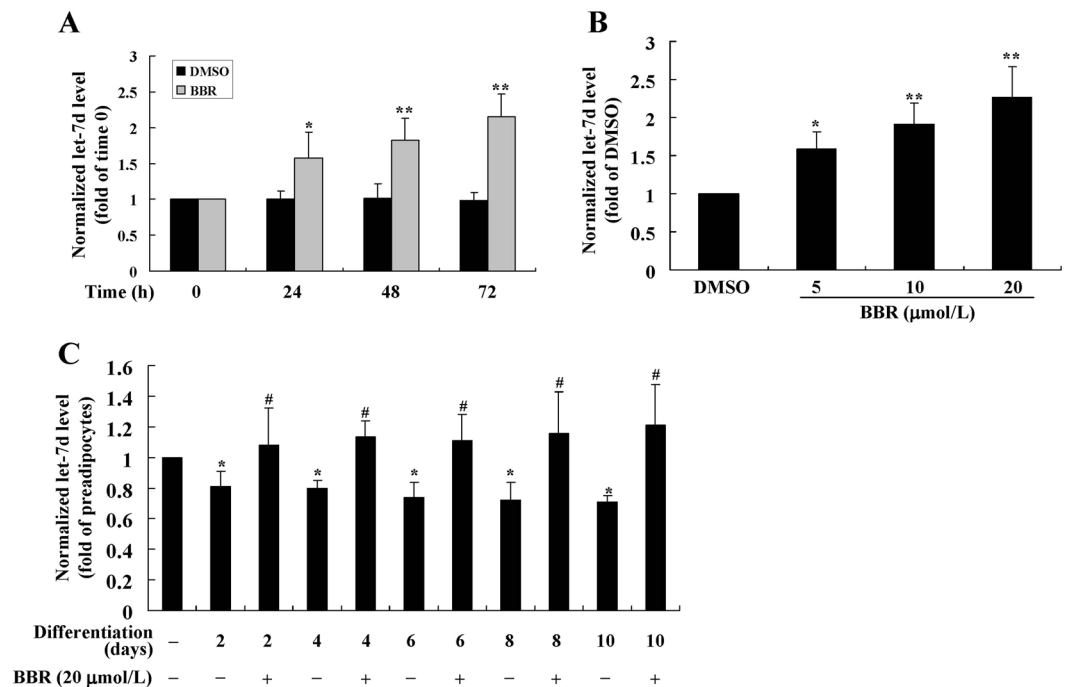 A
Normalized let-7d level
(fold of time 0)
3
2.5
2
1.5
1
0.5
0
DMSO
BBR
*
**
**
Time (h)
0
24
48
72
B
Normalized let-7d level
(fold of DMSO)
3
2.5
2
1.5
1
0.5
0
*
**
**
DMSO
5
10
20
BBR (μmol/L)
C
Normalized let-7d level
(fold of preadipocytes)
1.6
1.4
1.2
1
0.8
0.6
0.4
0.2
0
*
#
*
#
*
#
*
#
*
#
Differentiation
(days)
– 2 2 4 4 6 6 8 8 10 10
BBR (20 μmol/L) – – + – + – + – + – +